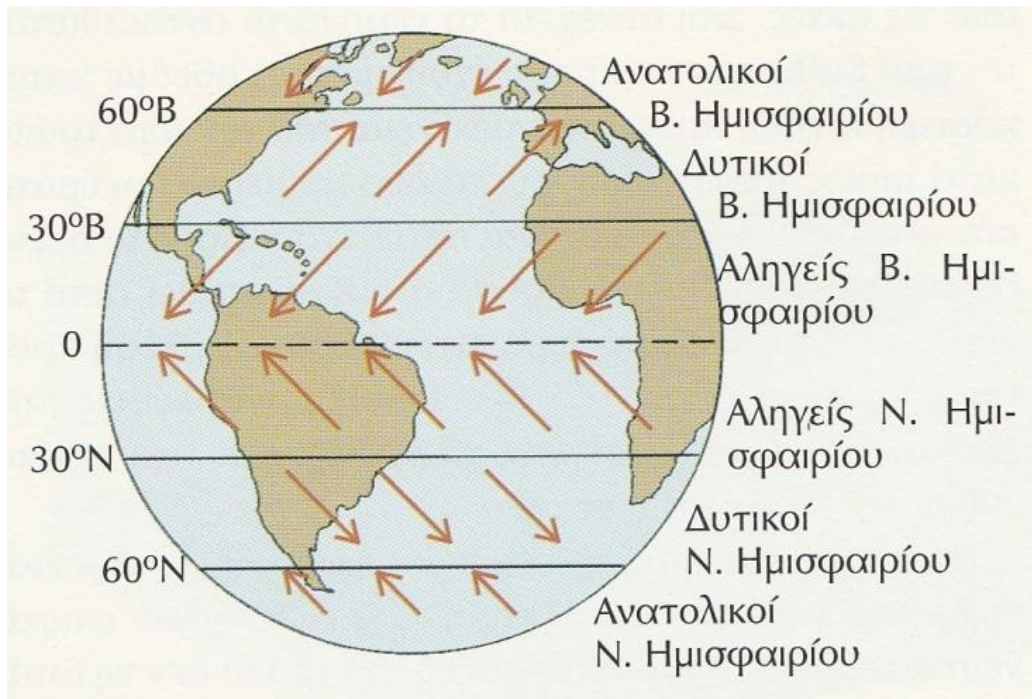 60°Β
30°Β
0
30°Ν
60°Ν
Ανατολικοί
Β. Ημισφαιρίου
Δυτικοί
Β. Ημισφαιρίου
Αληγείς Β. Ημι-
σφαιρίου
Αληγείς Ν. Ημι-
σφαιρίου
Δυτικοί
Ν. Ημισφαιρίου
Ανατολικοί
Ν. Ημισφαιρίου